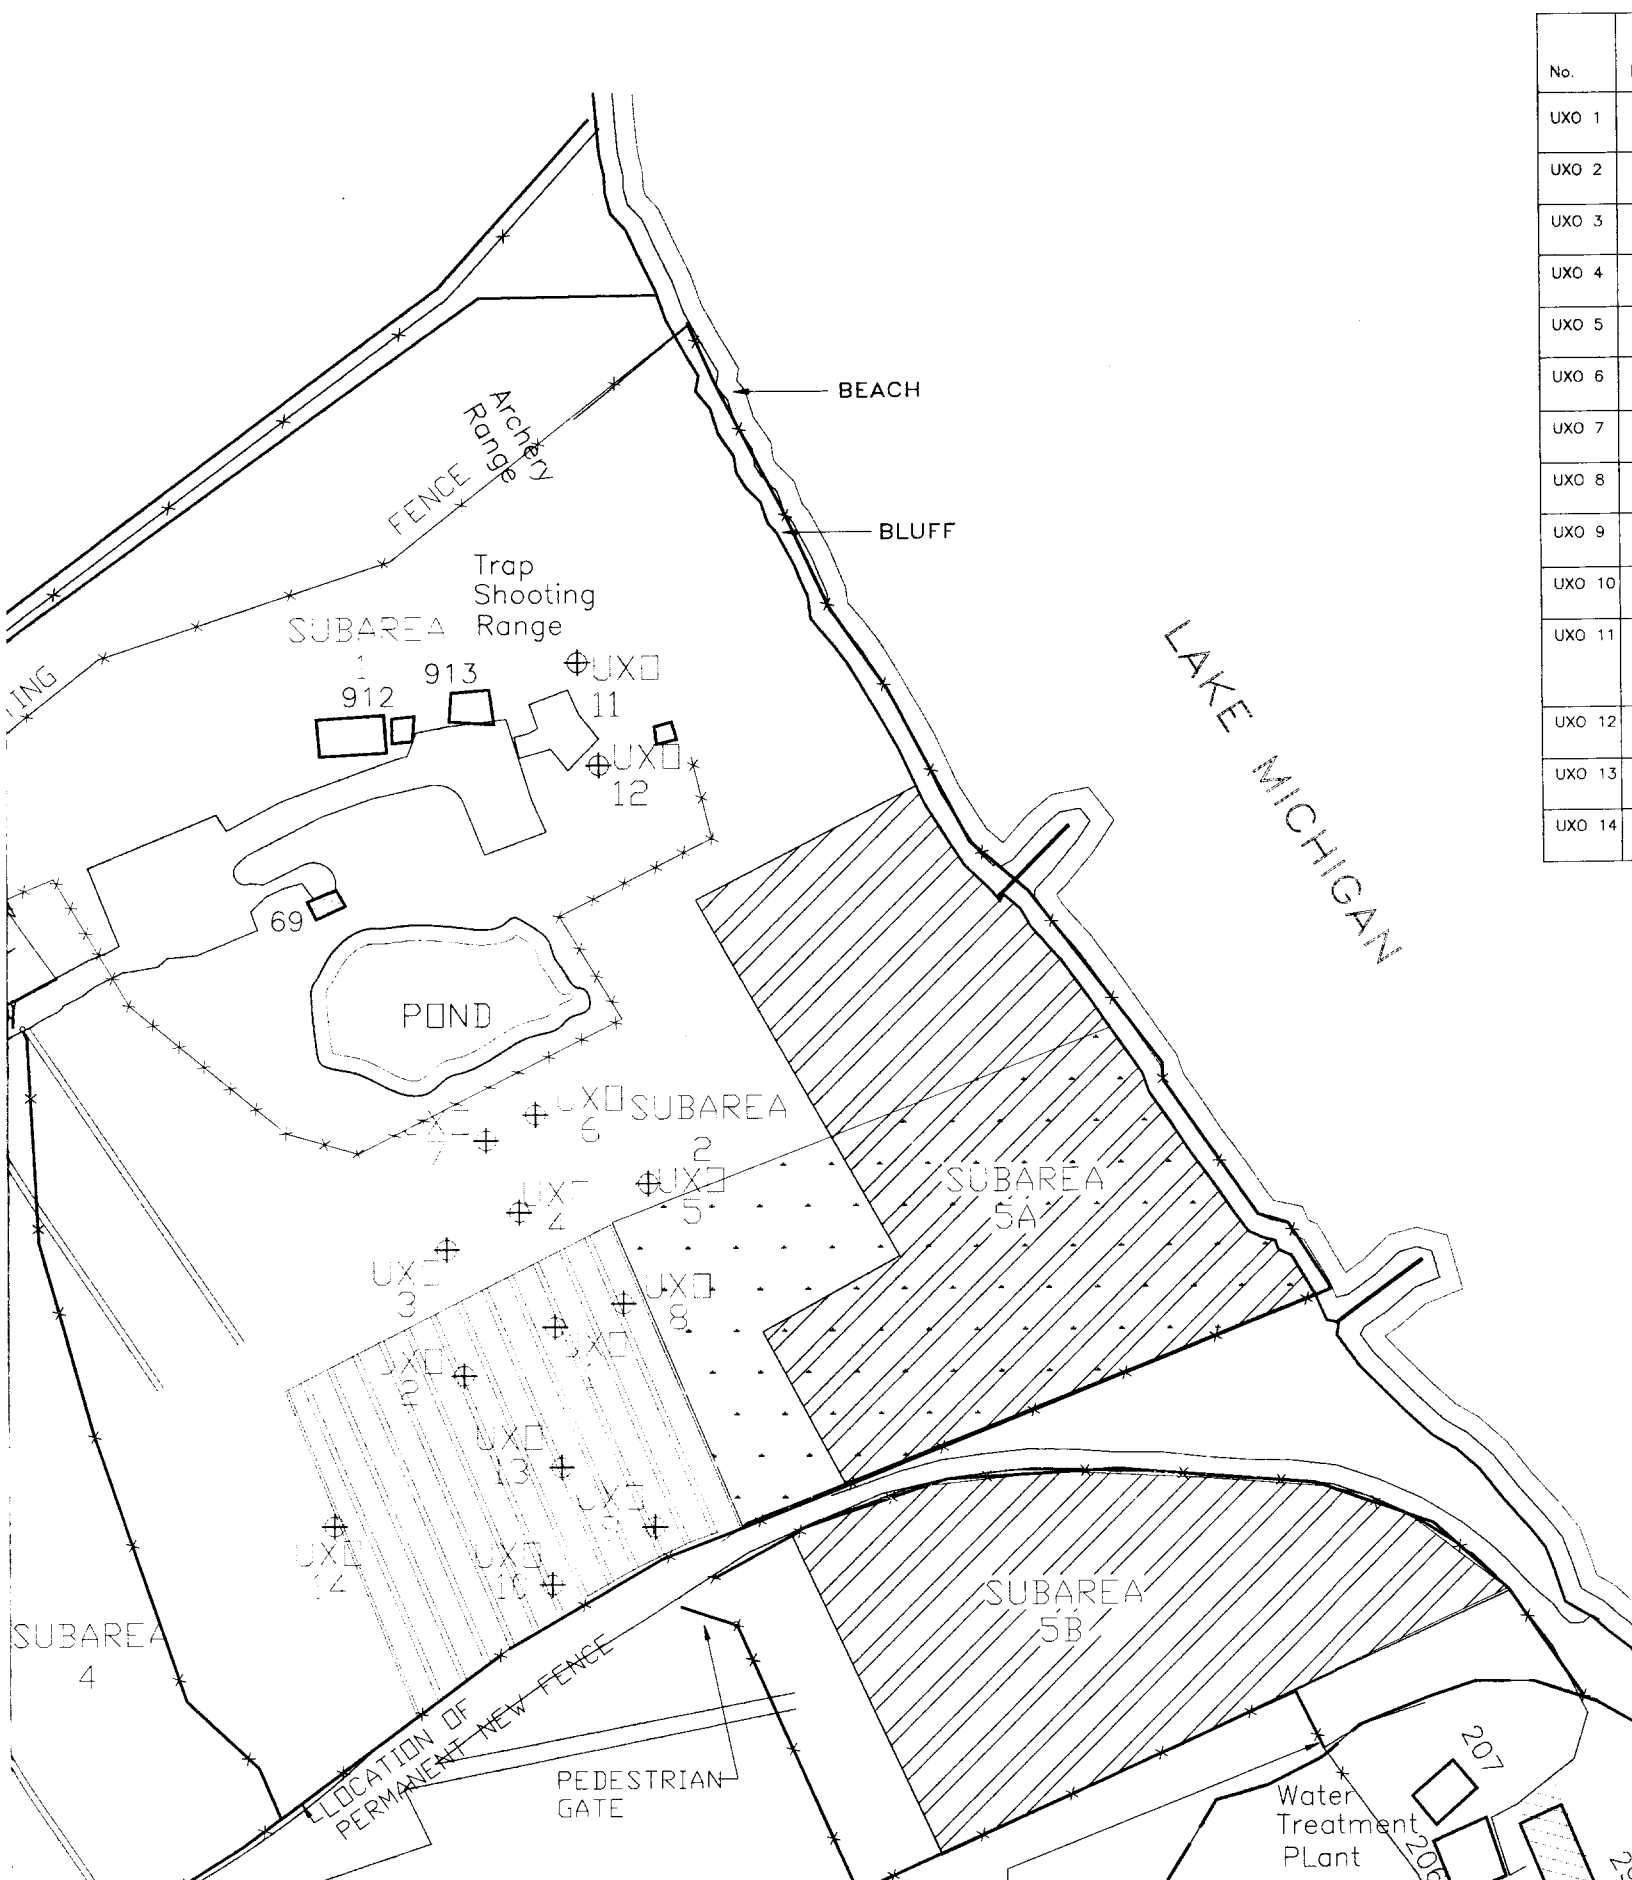 No.
UXO 1
UXO 2
UXO 3
UXO 4
UXO 5
UXO 6
UXO 7
UXO 8
UXO 9
UXO 10
UXO 11
UXO 12
UXO 13
UXO 14
BEACH
Archery
Range
FENCE
BLUFF
Trap
Shooting
Range
SUBAREA
1
913
912
UXO
11
UXO
12
LAKE MICHIGAN
69
POND
UXO
6
SUBAREA
2
7
UXO
5
4
SUBAREA
5A
3
UXO
8
UXO
2
UXO
13
UXO
14
UXO
10
SUBAREA
5B
SUBAREA
4
LOCATION OF
PERMANENT NEW FENCE
PEDESTRIAN
GATE
207
Water
Treatment
PLant
206